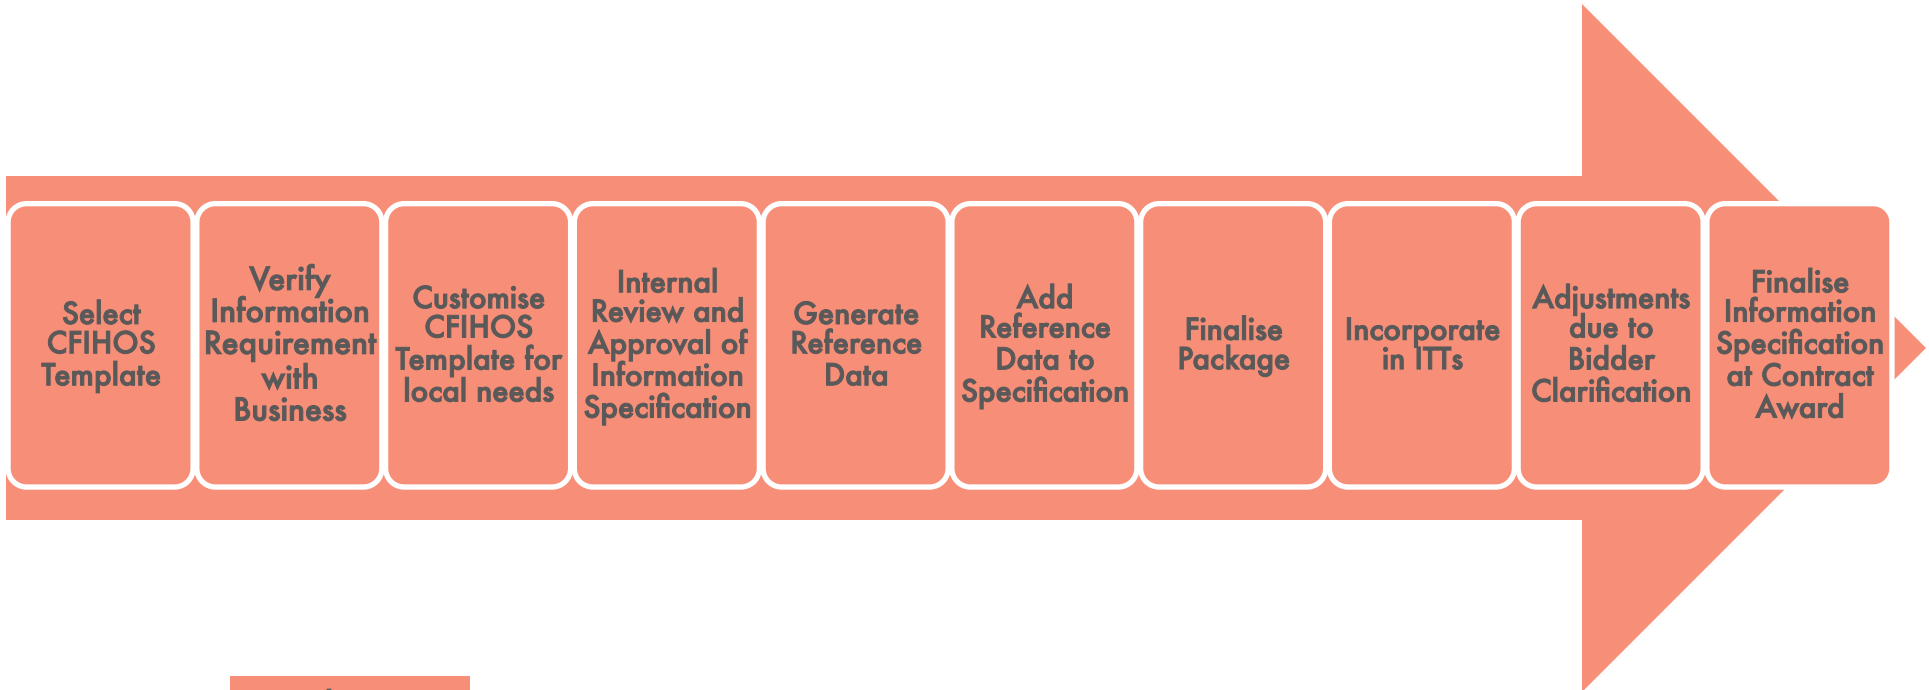 Select
CFIHOS
Template
Verify
Information
Requirement
with
Business
Customise
CFIHOS
Template for
local needs
Internal
Review and
Approval of
Information
Specification
Generate
Reference
Data
Add
Reference
Data to
Specification
Finalise
Package
Incorporate
in ITTs
Adjustments
due to
Bidder
Clarification
Finalise
Information
Specification
at Contract
Award